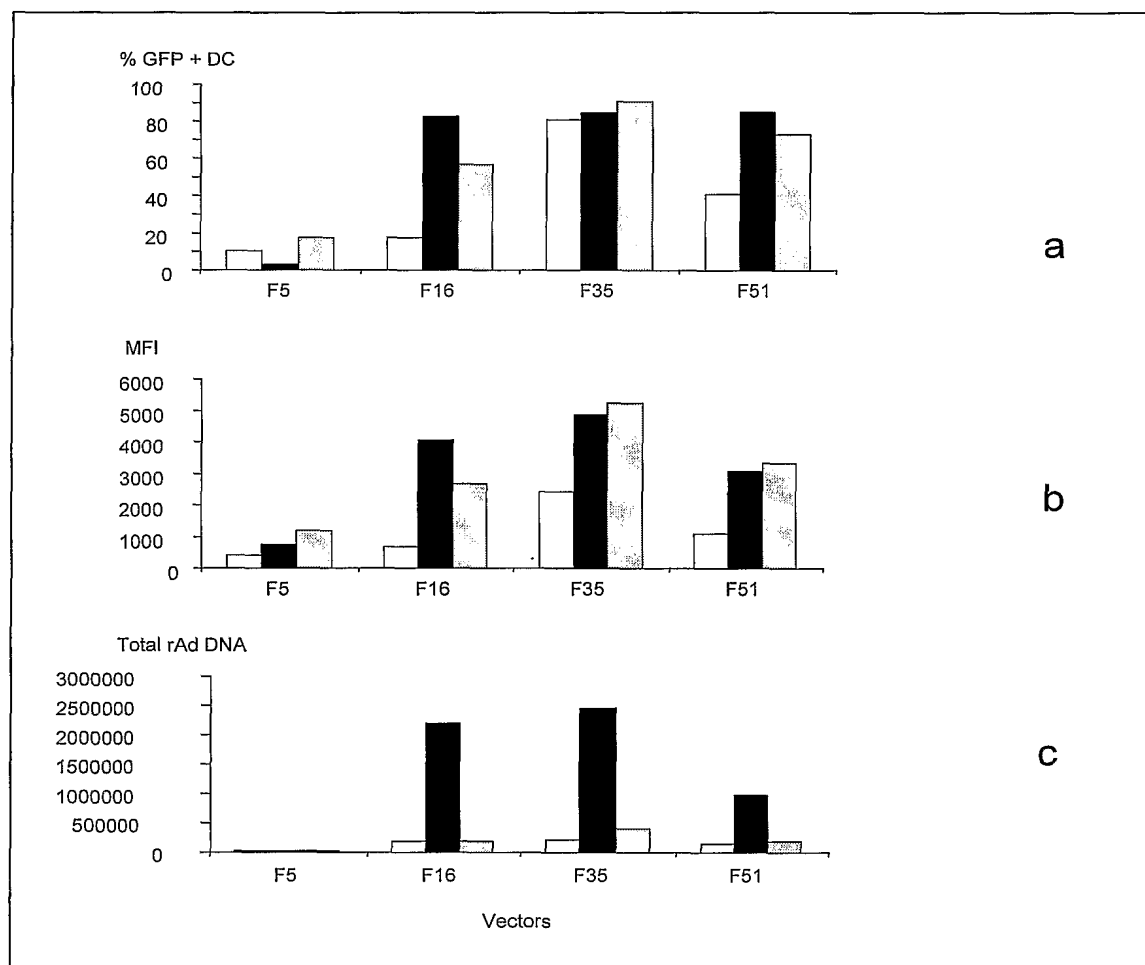 % GFP + DC
100
80
60
40
20
0
F5 F16 F35 F51
a
MFI
6000
5000
4000
3000
2000
1000
0
F5 F16 F35 F51
b
Total rAd DNA
3000000
2500000
2000000
1500000
1000000
500000
0
F5 F16 F35 F51
c
Vectors